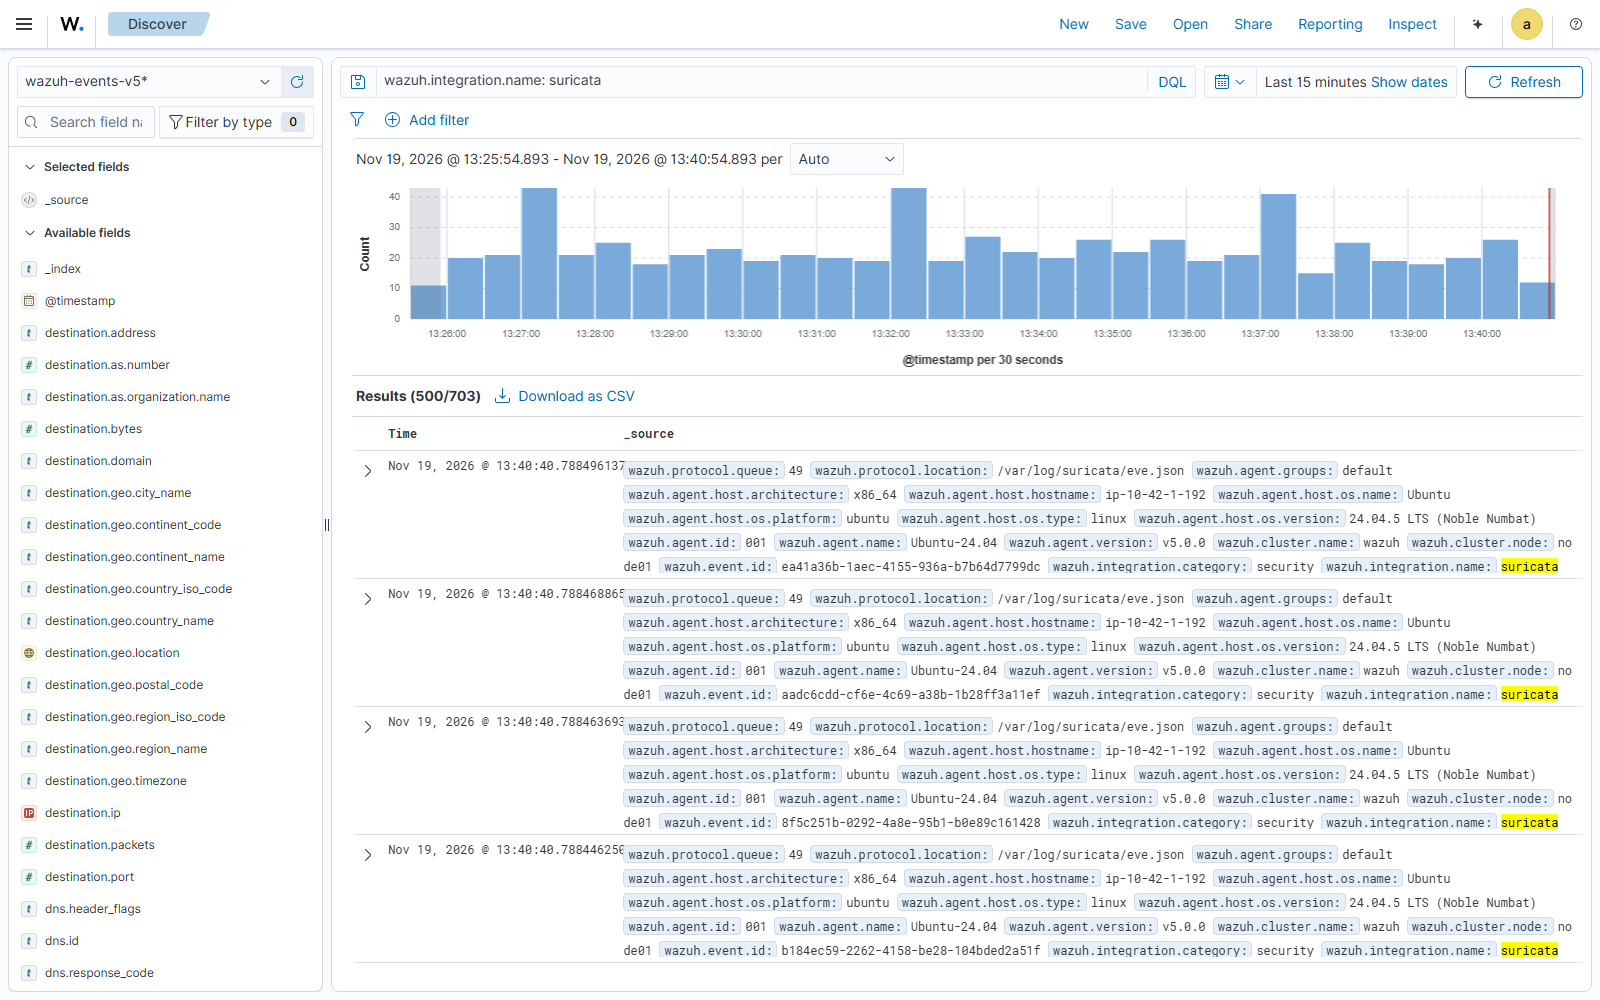 W. Discover New Save Open Share Reporting Inspect a
wazuh-events-v5*
wazuh.integration.name: suricata DQL Last 15 minutes Show dates Refresh
Search field Filter by type 0
Add filter
Selected fields
_source
Available fields
_index
@timestamp
destination.address
destination.as.number
destination.as.organization.name
destination.bytes
destination.domain
destination.geo.city_name
destination.geo.continent_code
destination.geo.continent_name
destination.geo.country_iso_code
destination.geo.country_name
destination.geo.location
destination.geo.postal_code
destination.geo.region_iso_code
destination.geo.region_name
destination.geo.timezone
destination.ip
destination.packets
destination.port
dns.header_flags
dns.id
dns.response_code
Nov 19, 2026 @ 13:25:54.893 - Nov 19, 2026 @ 13:40:54.893 per Auto
Count
40
30
20
10
0
13:26:00 13:27:00 13:28:00 13:29:00 13:30:00 13:31:00 13:32:00 13:33:00 13:34:00 13:35:00 13:36:00 13:37:00 13:38:00 13:39:00 13:40:00
@timestamp per 30 seconds
Results (500/703) Download as CSV
Time _source
Nov 19, 2026 @ 13:40:40.788496137 wazuh.protocol.queue: 49 wazuh.protocol.location: /var/log/suricata/eve.json wazuh.agent.groups: default
wazuh.agent.host.architecture: x86_64 wazuh.agent.host.hostname: ip-10-42-1-192 wazuh.agent.host.os.name: Ubuntu
wazuh.agent.host.os.platform: ubuntu wazuh.agent.host.os.type: linux wazuh.agent.host.os.version: 24.04.5 LTS (Noble Numbat)
wazuh.agent.id: 001 wazuh.agent.name: Ubuntu-24.04 wazuh.agent.version: v5.0.0 wazuh.cluster.name: wazuh wazuh.cluster.node: no
de01 wazuh.event.id: ea41a36b-1aec-4155-936a-b7b64d7799dc wazuh.integration.category: security wazuh.integration.name: suricata
Nov 19, 2026 @ 13:40:40.788468865 wazuh.protocol.queue: 49 wazuh.protocol.location: /var/log/suricata/eve.json wazuh.agent.groups: default
wazuh.agent.host.architecture: x86_64 wazuh.agent.host.hostname: ip-10-42-1-192 wazuh.agent.host.os.name: Ubuntu
wazuh.agent.host.os.platform: ubuntu wazuh.agent.host.os.type: linux wazuh.agent.host.os.version: 24.04.5 LTS (Noble Numbat)
wazuh.agent.id: 001 wazuh.agent.name: Ubuntu-24.04 wazuh.agent.version: v5.0.0 wazuh.cluster.name: wazuh wazuh.cluster.node: no
de01 wazuh.event.id: aadc6cdd-cf6e-4c69-a38b-1b28ff3a11ef wazuh.integration.category: security wazuh.integration.name: suricata
Nov 19, 2026 @ 13:40:40.788463693 wazuh.protocol.queue: 49 wazuh.protocol.location: /var/log/suricata/eve.json wazuh.agent.groups: default
wazuh.agent.host.architecture: x86_64 wazuh.agent.host.hostname: ip-10-42-1-192 wazuh.agent.host.os.name: Ubuntu
wazuh.agent.host.os.platform: ubuntu wazuh.agent.host.os.type: linux wazuh.agent.host.os.version: 24.04.5 LTS (Noble Numbat)
wazuh.agent.id: 001 wazuh.agent.name: Ubuntu-24.04 wazuh.agent.version: v5.0.0 wazuh.cluster.name: wazuh wazuh.cluster.node: no
de01 wazuh.event.id: 8f5c251b-0292-4a8e-95b1-b0e89c161428 wazuh.integration.category: security wazuh.integration.name: suricata
Nov 19, 2026 @ 13:40:40.788446250 wazuh.protocol.queue: 49 wazuh.protocol.location: /var/log/suricata/eve.json wazuh.agent.groups: default
wazuh.agent.host.architecture: x86_64 wazuh.agent.host.hostname: ip-10-42-1-192 wazuh.agent.host.os.name: Ubuntu
wazuh.agent.host.os.platform: ubuntu wazuh.agent.host.os.type: linux wazuh.agent.host.os.version: 24.04.5 LTS (Noble Numbat)
wazuh.agent.id: 001 wazuh.agent.name: Ubuntu-24.04 wazuh.agent.version: v5.0.0 wazuh.cluster.name: wazuh wazuh.cluster.node: no
de01 wazuh.event.id: b184ec59-2262-4158-be28-104bded2a51f wazuh.integration.category: security wazuh.integration.name: suricata